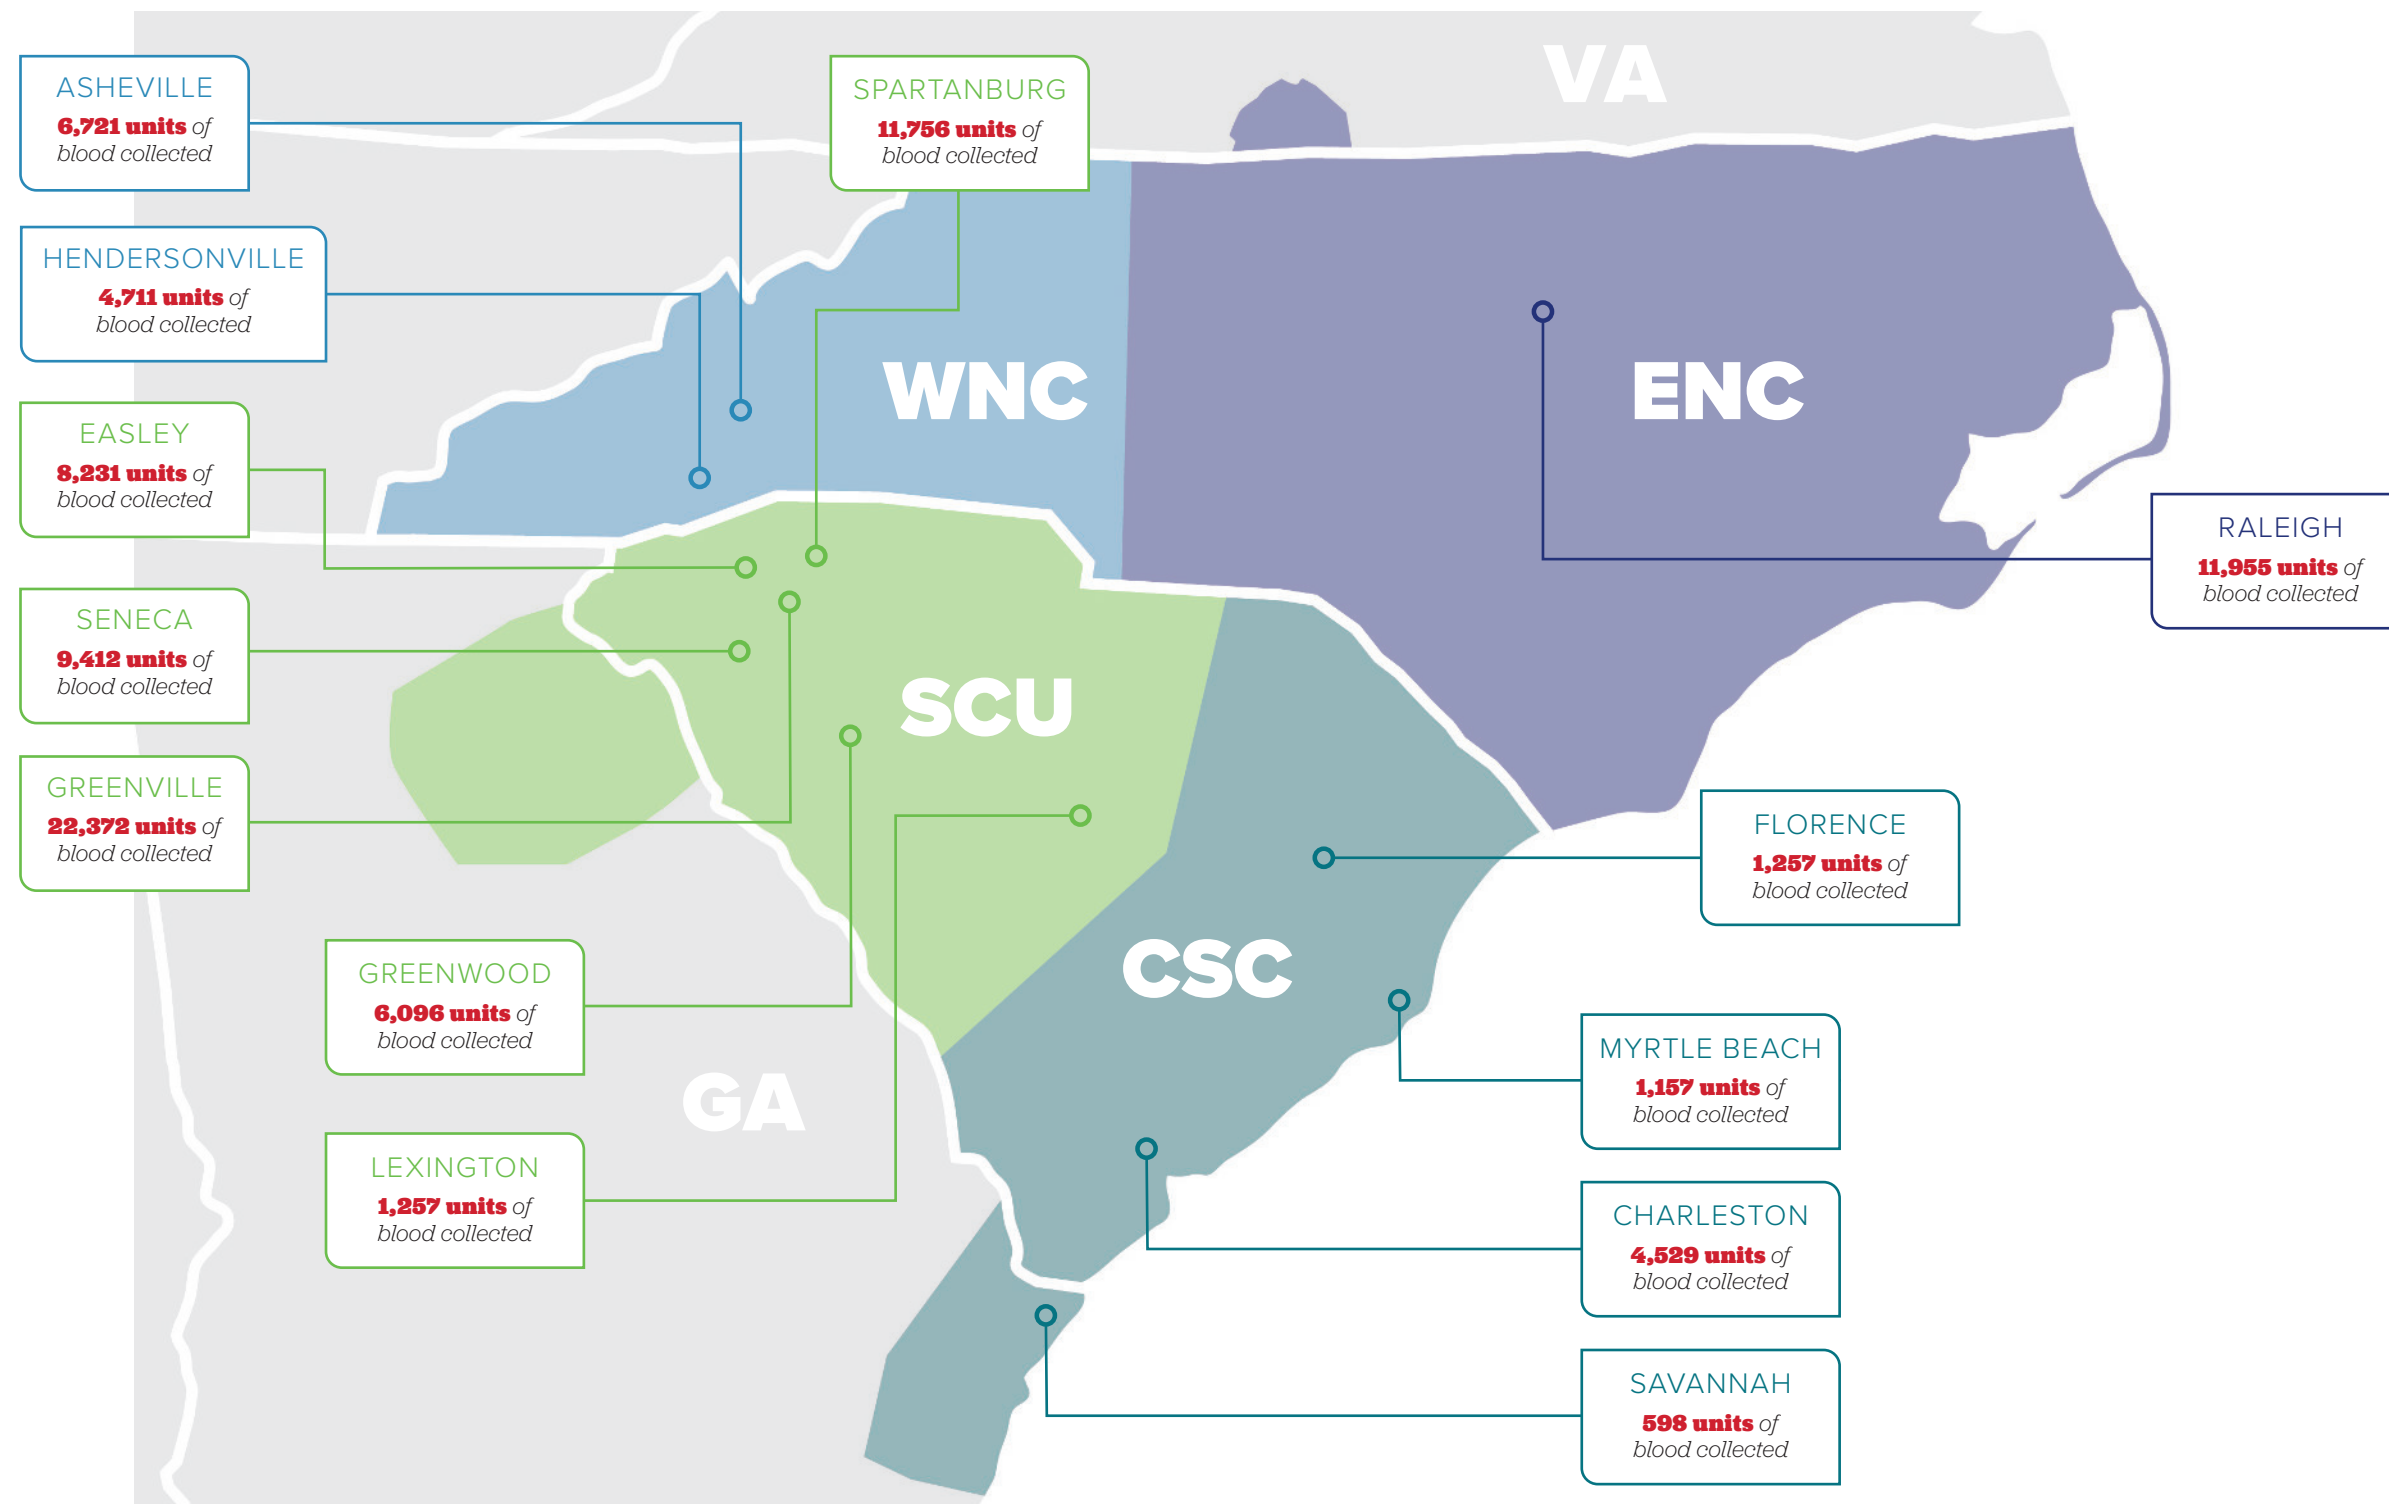 ASHEVILLE
6,721 units of
blood collected
SPARTANBURG
11,756 units of
blood collected
VA
HENDERSONVILLE
4,711 units of
blood collected
WNC
ENC
EASLEY
8,231 units of
blood collected
RALEIGH
11,955 units of
blood collected
SENECA
9,412 units of
blood collected
SCU
GREENVILLE
22,372 units of
blood collected
FLORENCE
1,257 units of
blood collected
GREENWOOD
6,096 units of
blood collected
CSC
MYRTLE BEACH
1,157 units of
blood collected
GA
LEXINGTON
1,257 units of
blood collected
CHARLESTON
4,529 units of
blood collected
SAVANNAH
598 units of
blood collected